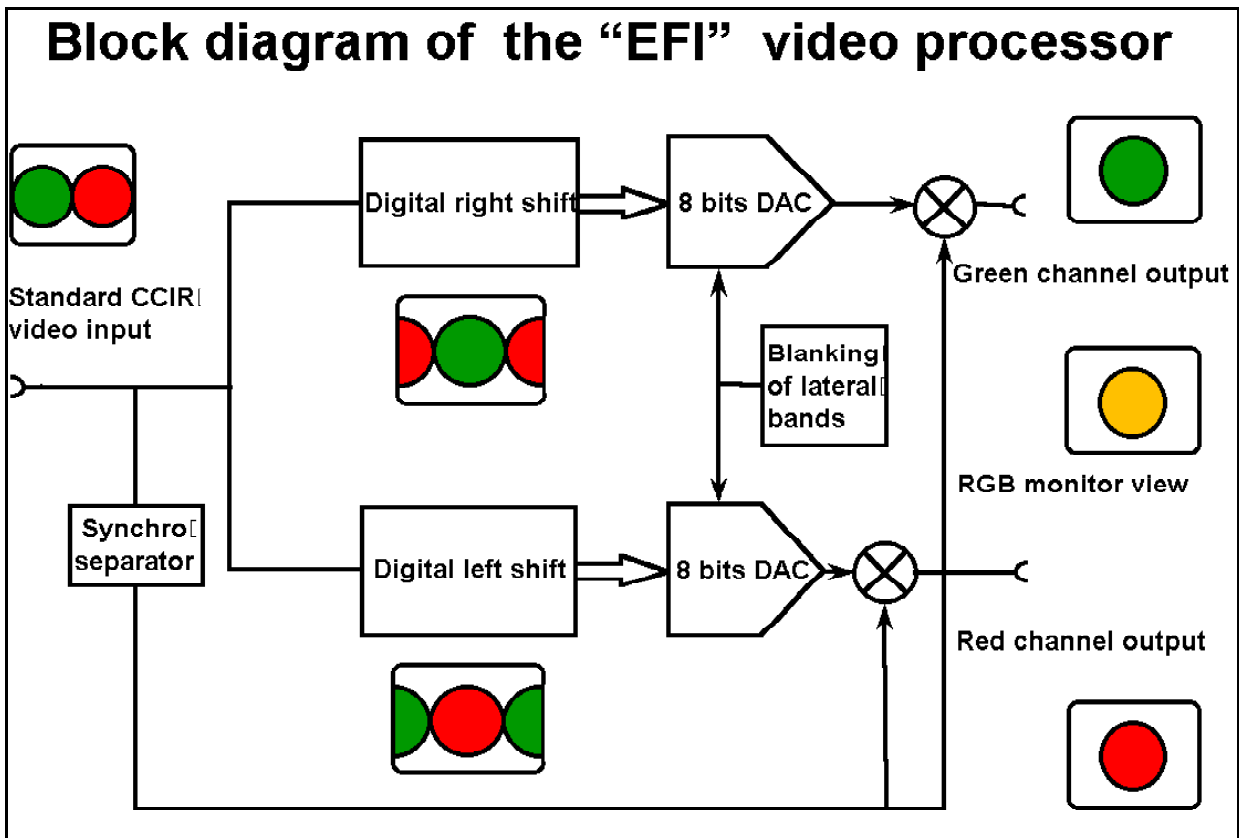 Block diagram of the “EFI” video processor
Standard CCIR
video input
Digital right shift
8 bits DAC
Green channel output
Blanking
of lateral
bands
RGB monitor view
Synchro
separator
Digital left shift
8 bits DAC
Red channel output